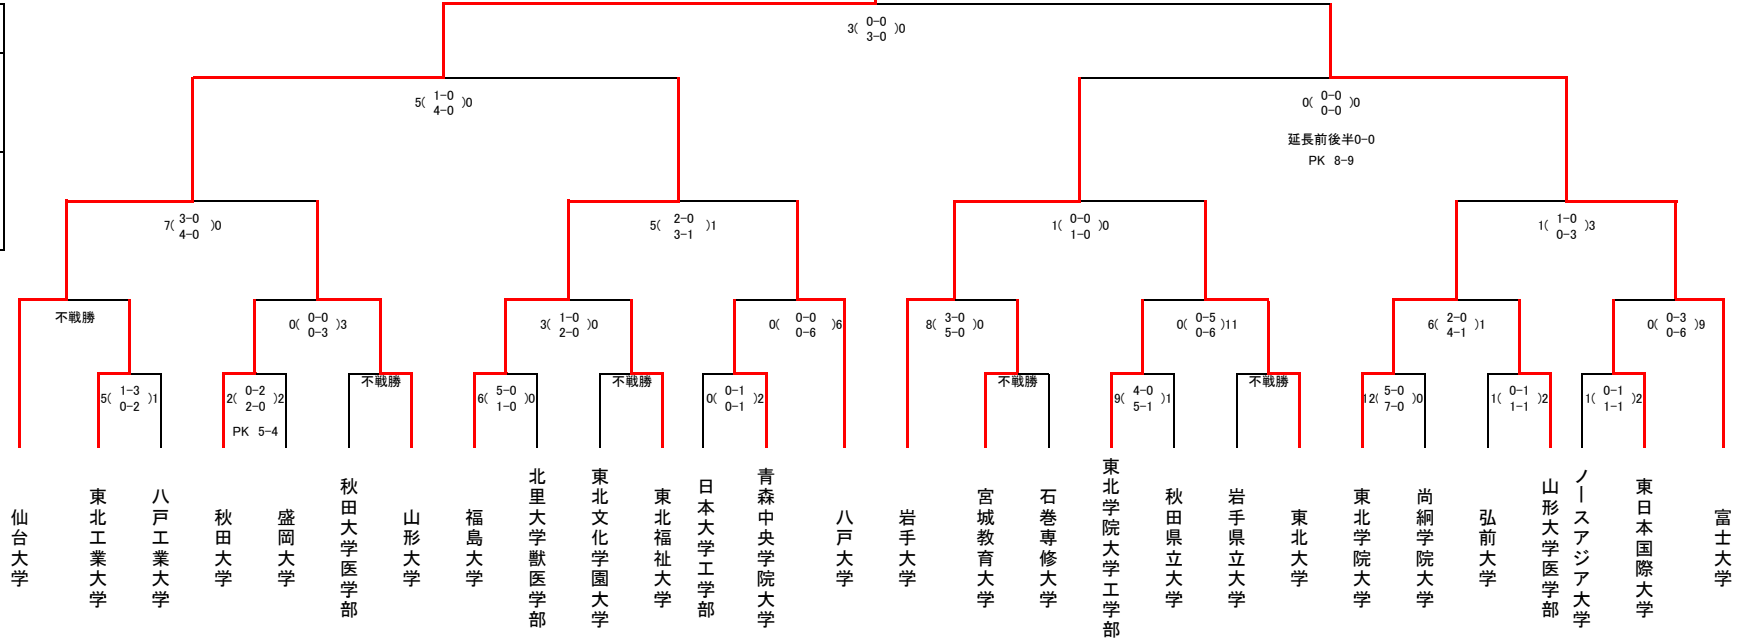 3( 0-0 )0
3-0
5( 1-0 )0
4-0
0( 0-0 )0
0-0
延長前後半0-0
PK 8-9
7( 3-0 )0
4-0
5( 2-0 )1
3-1
1( 0-0 )0
1-0
1( 1-0 )3
0-3
不戦勝
0( 0-0 )3
0-3
3( 1-0 )0
2-0
0( 0-0 )6
0-6
8( 3-0 )0
5-0
0( 0-5 )11
0-6
6( 2-0 )1
4-1
0( 0-3 )9
0-6
5( 1-3 )1
0-2
2( 0-2 )2
2-0
PK 5-4
不戦勝
6( 5-0 )0
1-0
不戦勝
0( 0-1 )2
0-1
不戦勝
9( 4-0 )1
5-1
不戦勝
12( 5-0 )0
7-0
1( 0-1 )2
1-1
1( 0-1 )2
1-1
仙台大学
東北工業大学
八戸工業大学
秋田大学
盛岡大学
秋田大学医学部
山形大学
福島大学
北里大学獣医学部
東北文化学園大学
東北福祉大学
日本大学工学部
青森中央学院大学
八戸大学
岩手大学
宮城教育大学
石巻専修大学
東北学院大学工学部
秋田県立大学
岩手県立大学
東北大学
東北学院大学
尚絅学院大学
弘前大学
山形大学医学部
ノースアジア大学
東日本国際大学
富士大学